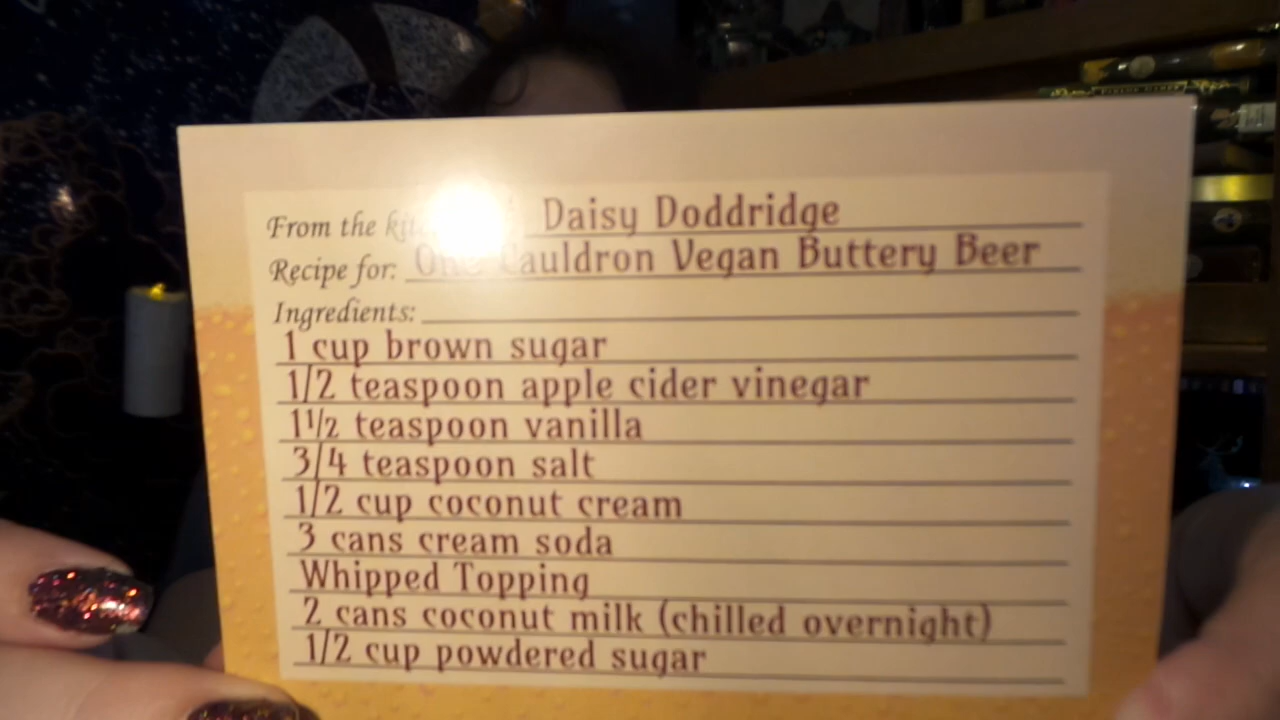 From the Daisy Doddridge
Recipe for: One Cauldron Vegan Buttery Beer
Ingredients:
1 cup brown sugar
1/2 teaspoon apple cider vinegar
1½ teaspoon vanilla
3/4 teaspoon salt
1/2 cup coconut cream
3 cans cream soda
Whipped Topping
2 cans coconut milk (chilled overnight)
1/2 cup powdered sugar